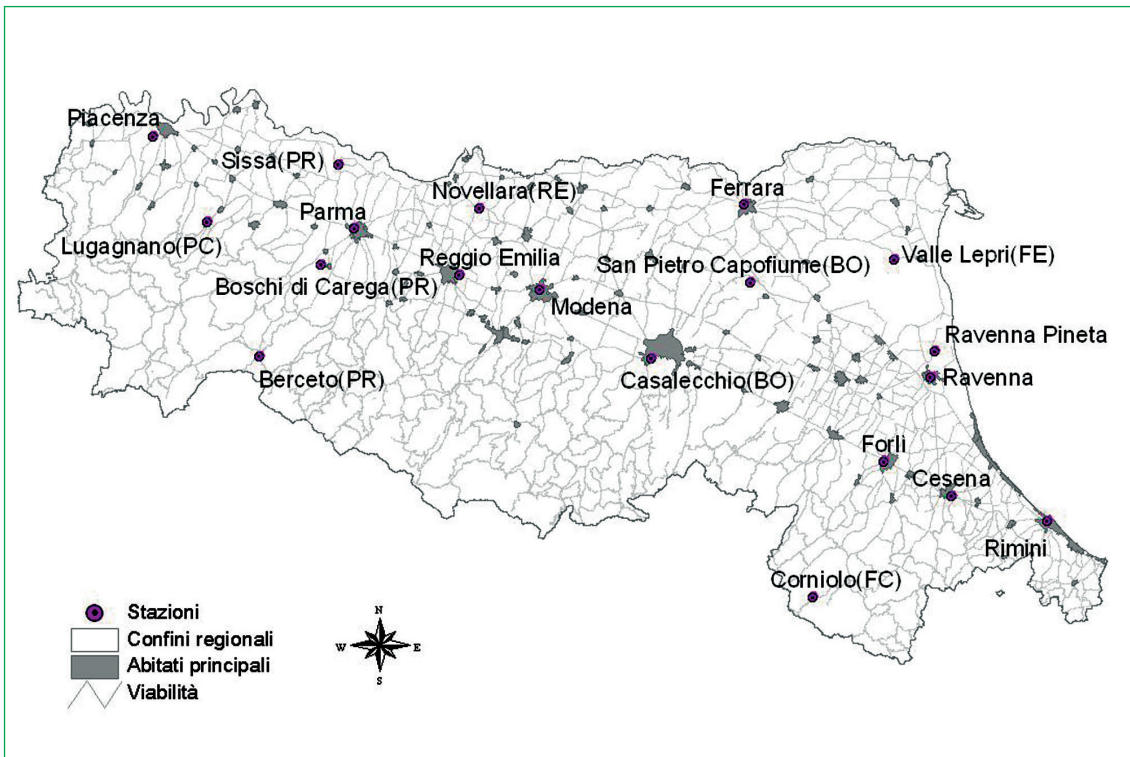 Piacenza
Sissa(PR)
Novellara(RE)
Ferrara
Parma
Lugagnano(PC)
Reggio Emilia
San Pietro Capofiume(BO)
Valle Lepri(FE)
Boschi di Carega(PR)
Modena
Ravenna Pineta
Berceto(PR)
Casalecchio(BO)
Ravenna
Forlì
Cesena
Rimini
Corniolo(FC)
Stazioni
Confini regionali
Abitati principali
Viabilità
N
W
E
S